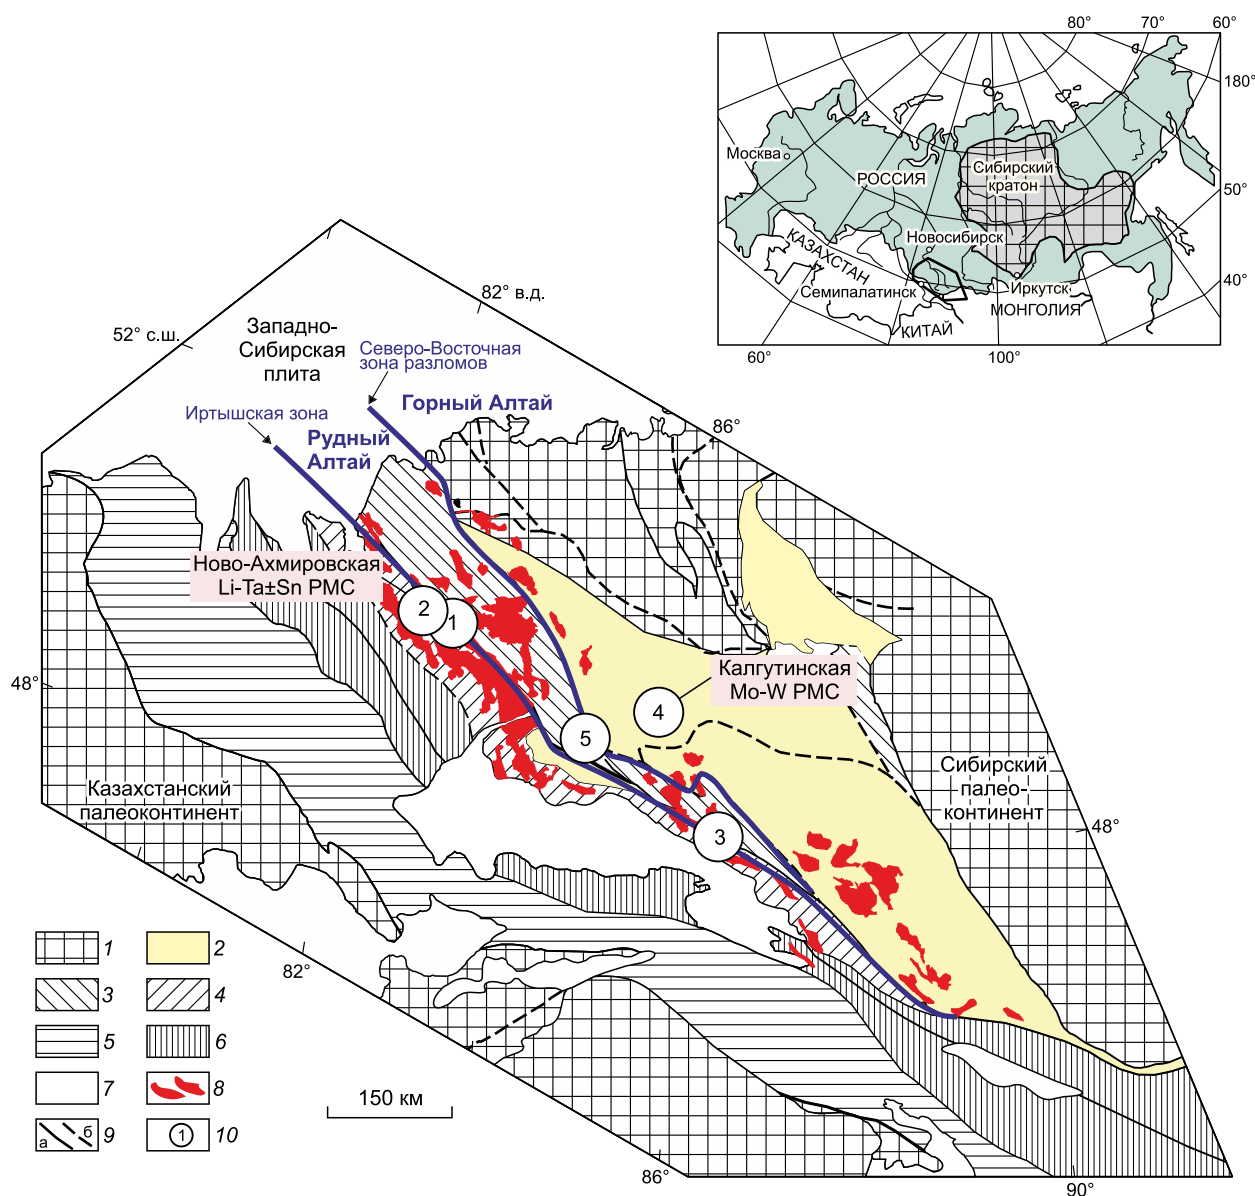 80°
70°
60°
180°
50°
40°
100°
60°
Москва
РОССИЯ
Сибирский
кратон
Новосибирск
КАЗАХСТАН
Семипалатинск
Иркутск
МОНГОЛИЯ
КИТАЙ
82° в.д.
52° с.ш.
Западно-
Сибирская
плита
Северо-Восточная
зона разломов
Иртышская зона
Горный Алтай
Рудный
Алтай
86°
Ново-Ахмировская
Li-Ta±Sn РМС
2
1
Калгутинская
Mo-W РМС
4
5
3
48°
Казахстанский
палеоконтинент
Сибирский
палео-
континент
48°
82°
86°
90°
150 км
1
2
3
4
5
6
7
8
а
б
9
1
10